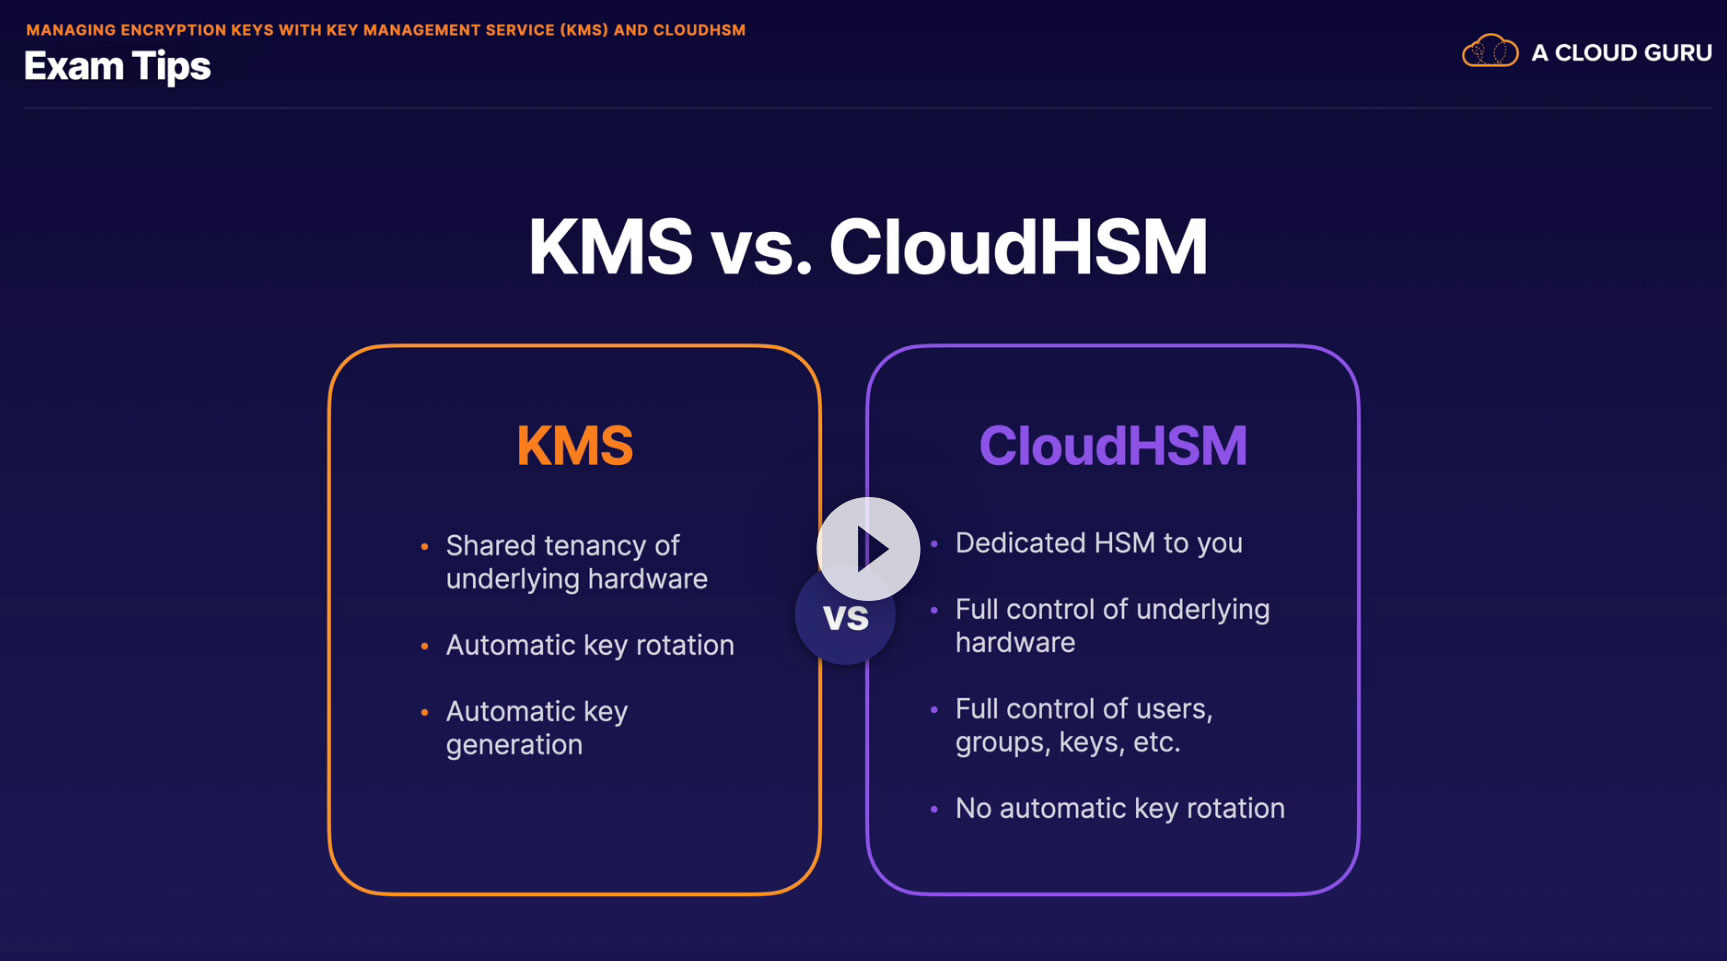 MANAGING ENCRYPTION KEYS WITH KEY MANAGEMENT SERVICE (KMS) AND CLOUDHSM
Exam Tips
A CLOUD GURU
KMS vs. CloudHSM
KMS
• Shared tenancy of
underlying hardware
• Automatic key rotation
• Automatic key
generation
vs
CloudHSM
• Dedicated HSM to you
• Full control of underlying
hardware
• Full control of users,
groups, keys, etc.
• No automatic key rotation